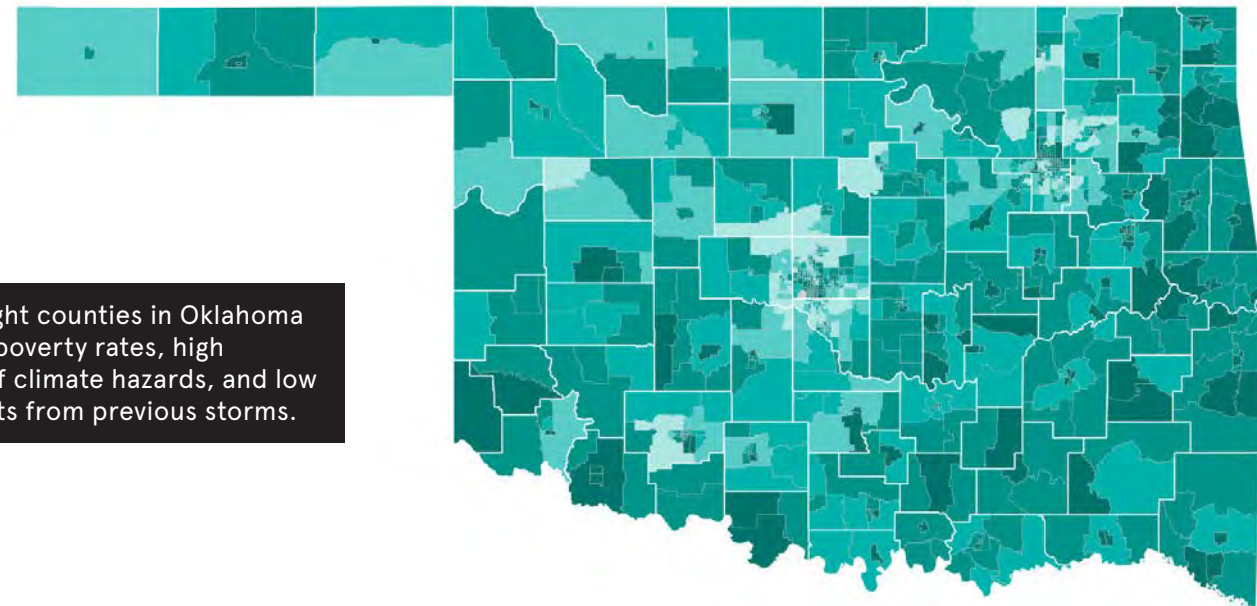 ght counties in Oklahoma
poverty rates, high
f climate hazards, and low
ts from previous storms.